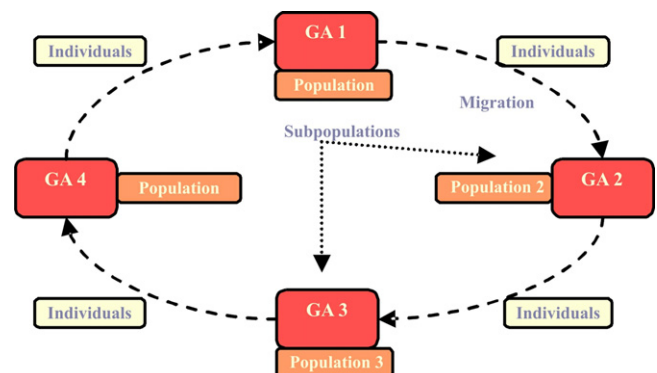 GA 1
Individuals
Individuals
Population
Migration
Subpopulations
GA 4
Population
Population 2
GA 2
Individuals
GA 3
Individuals
Population 3